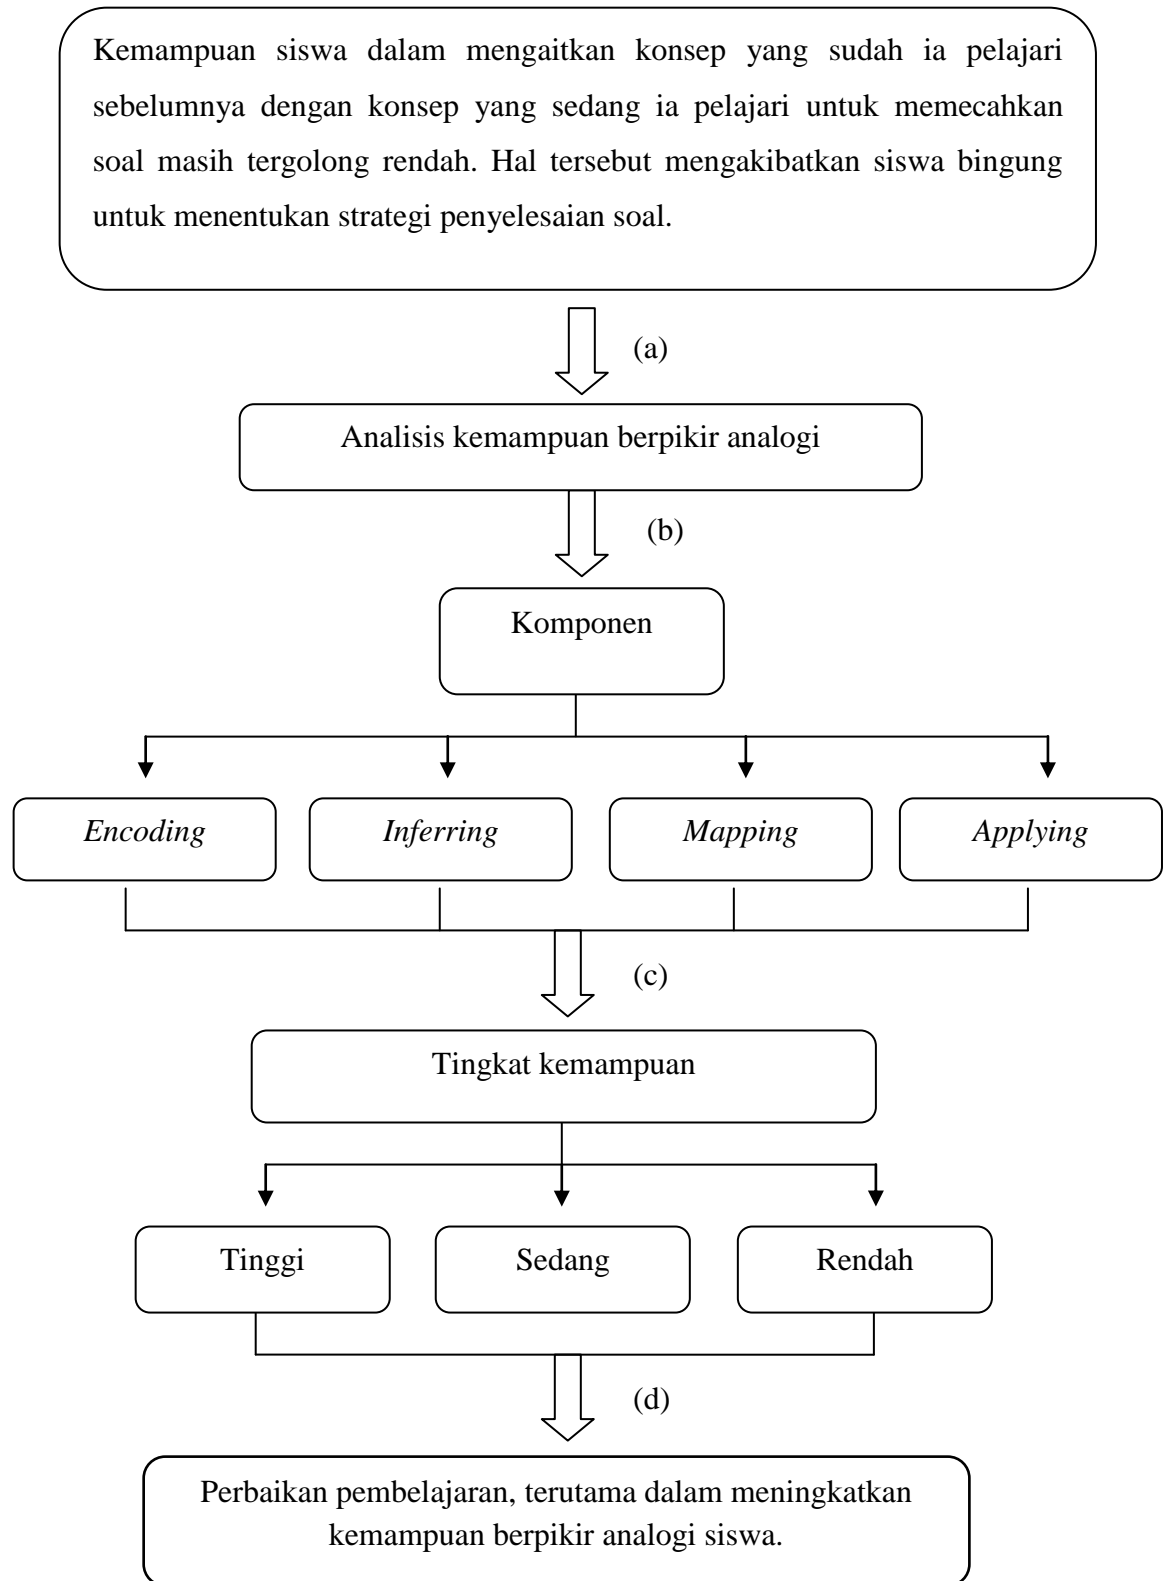 Kemampuan siswa dalam mengaitkan konsep yang sudah ia pelajari
sebelumnya dengan konsep yang sedang ia pelajari untuk memecahkan
soal masih tergolong rendah. Hal tersebut mengakibatkan siswa bingung
untuk menentukan strategi penyelesaian soal.
(a)
Analisis kemampuan berpikir analogi
(b)
Komponen
Encoding
Inferring
Mapping
Applying
(c)
Tingkat kemampuan
Tinggi
Sedang
Rendah
(d)
Perbaikan pembelajaran, terutama dalam meningkatkan
kemampuan berpikir analogi siswa.